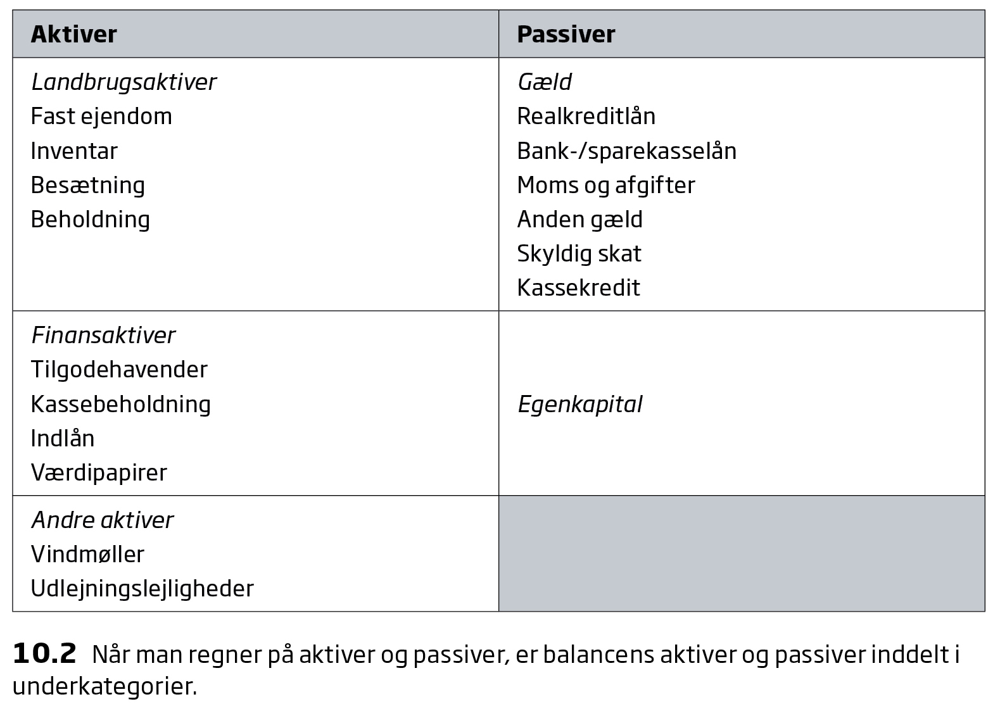 Aktiver
Passiver
Landbrugsaktiver
Fast ejendom
Inventar
Besætning
Beholdning
Gæld
Realkreditlån
Bank-/sparekasselån
Moms og afgifter
Anden gæld
Skyldig skat
Kassekredit
Finansaktiver
Tilgodehavender
Kassebeholdning
Indlån
Værdipapirer
Egenkapital
Andre aktiver
Vindmøller
Udlejningslejligheder
10.2 Når man regner på aktiver og passiver, er balancens aktiver og passiver inddelt i
underkategorier.